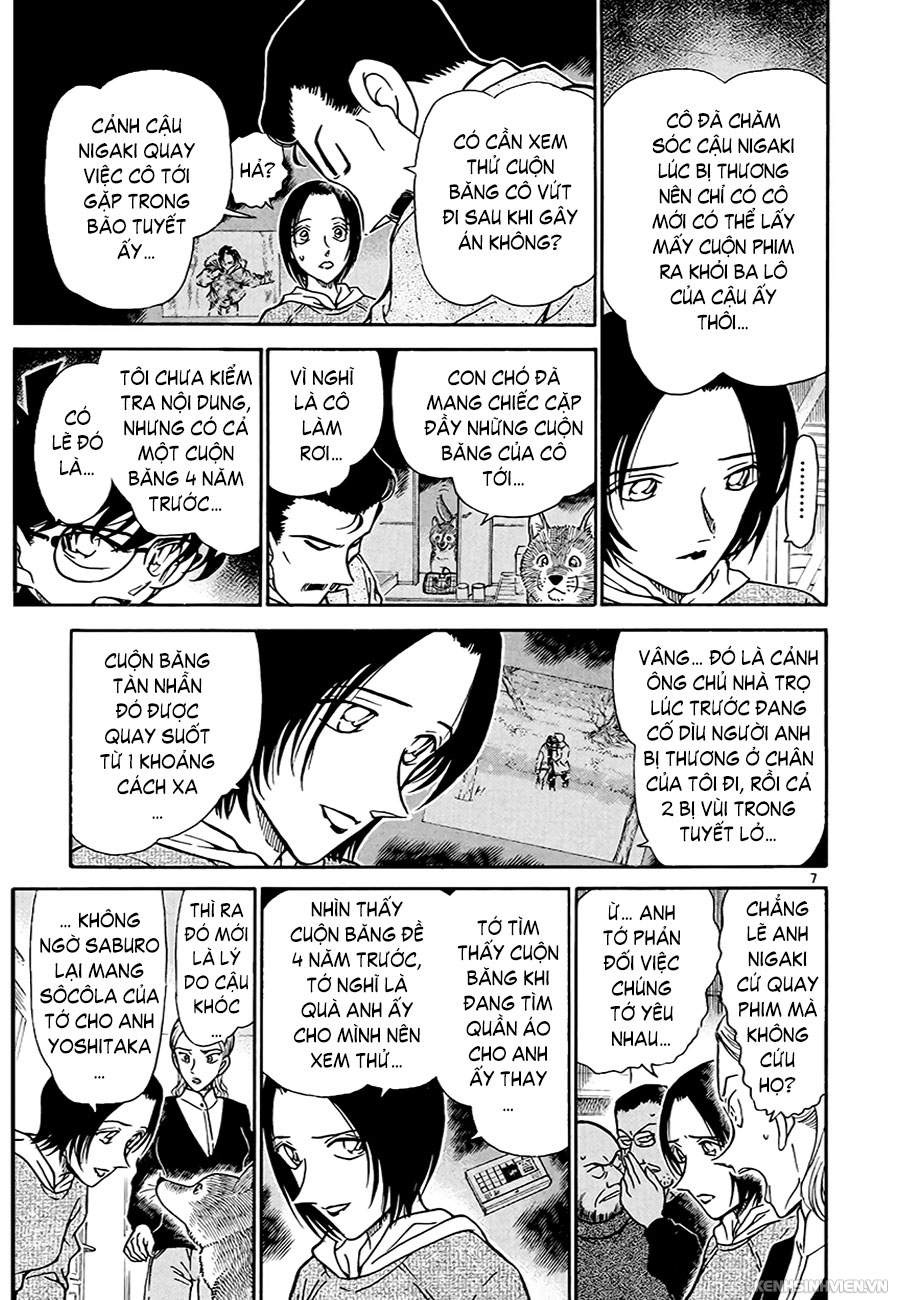 CÔ ĐÃ CHĂM
SÓC CẬU NIGAKI
LÚC BỊ THƯƠNG
NÊN CHỈ CÓ CÔ
MỚI CÓ THỂ LẤY
MẤY CUỘN PHIM
RA KHỎI BA LÔ
CỦA CẬU ẤY
THÔI...
.........
CÓ CẦN XEM
THỬ CUỘN
BĂNG CÔ VỨT
ĐI SAU KHI GÂY
ÁN KHÔNG?
HẢ?
CẢNH CẬU
NIGAKI QUAY
VIỆC CÔ TỚI
GẶP TRONG
BÀO TUYẾT
ẤY...
CON CHÓ ĐÃ
MANG CHIẾC CẶP
ĐẦY NHỮNG CUỘN
BĂNG CỦA CÔ
TỚI...
VÌ NGHĨ
LÀ CÔ
LÀM
RƠI...
TÔI CHƯA KIỂM
TRA NỘI DUNG,
NHƯNG CÓ CẢ
MỘT CUỘN
BĂNG 4 NĂM
TRƯỚC...
CÓ
LẼ ĐÓ
LÀ...
VÂNG... ĐÓ LÀ CẢNH
ÔNG CHỦ NHÀ TRỌ
LÚC TRƯỚC ĐANG
CỐ DÌU NGƯỜI ANH
BỊ THƯƠNG Ở CHÂN
CỦA TÔI ĐI, RỒI CẢ
2 BỊ VÙI TRONG
TUYẾT LỞ...
CUỘN BĂNG
TÀN NHẪN
ĐÓ ĐƯỢC
QUAY SUỐT
TỪ 1 KHOẢNG
CÁCH XA
...
7
CHẲNG
LẼ ANH
NIGAKI
CỨ QUAY
PHIM MÀ
KHÔNG
CỨU
HỌ?
Ừ... ANH
TỚ PHẢN
ĐỐI VIỆC
CHÚNG
TỚ YÊU
NHAU...
TỚ TÌM
THẤY CUỘN
BĂNG KHI
ĐANG TÌM
QUẦN ÁO
CHO ANH
ẤY THAY
...
NHÌN THẤY
CUỘN BĂNG ĐỀ
4 NĂM TRƯỚC,
TỚ NGHĨ LÀ
QUÀ ANH ẤY
CHO MÌNH NÊN
XEM THỬ...
THÌ RA
ĐÓ MỚI
LÀ LÝ
DO CẬU
KHÓC
...
... KHÔNG
NGỜ SABURO
LẠI MANG
SÔCÔLA CỦA
TỚ CHO ANH
YOSHITAKA
...
KENHSINHVIEN.VN